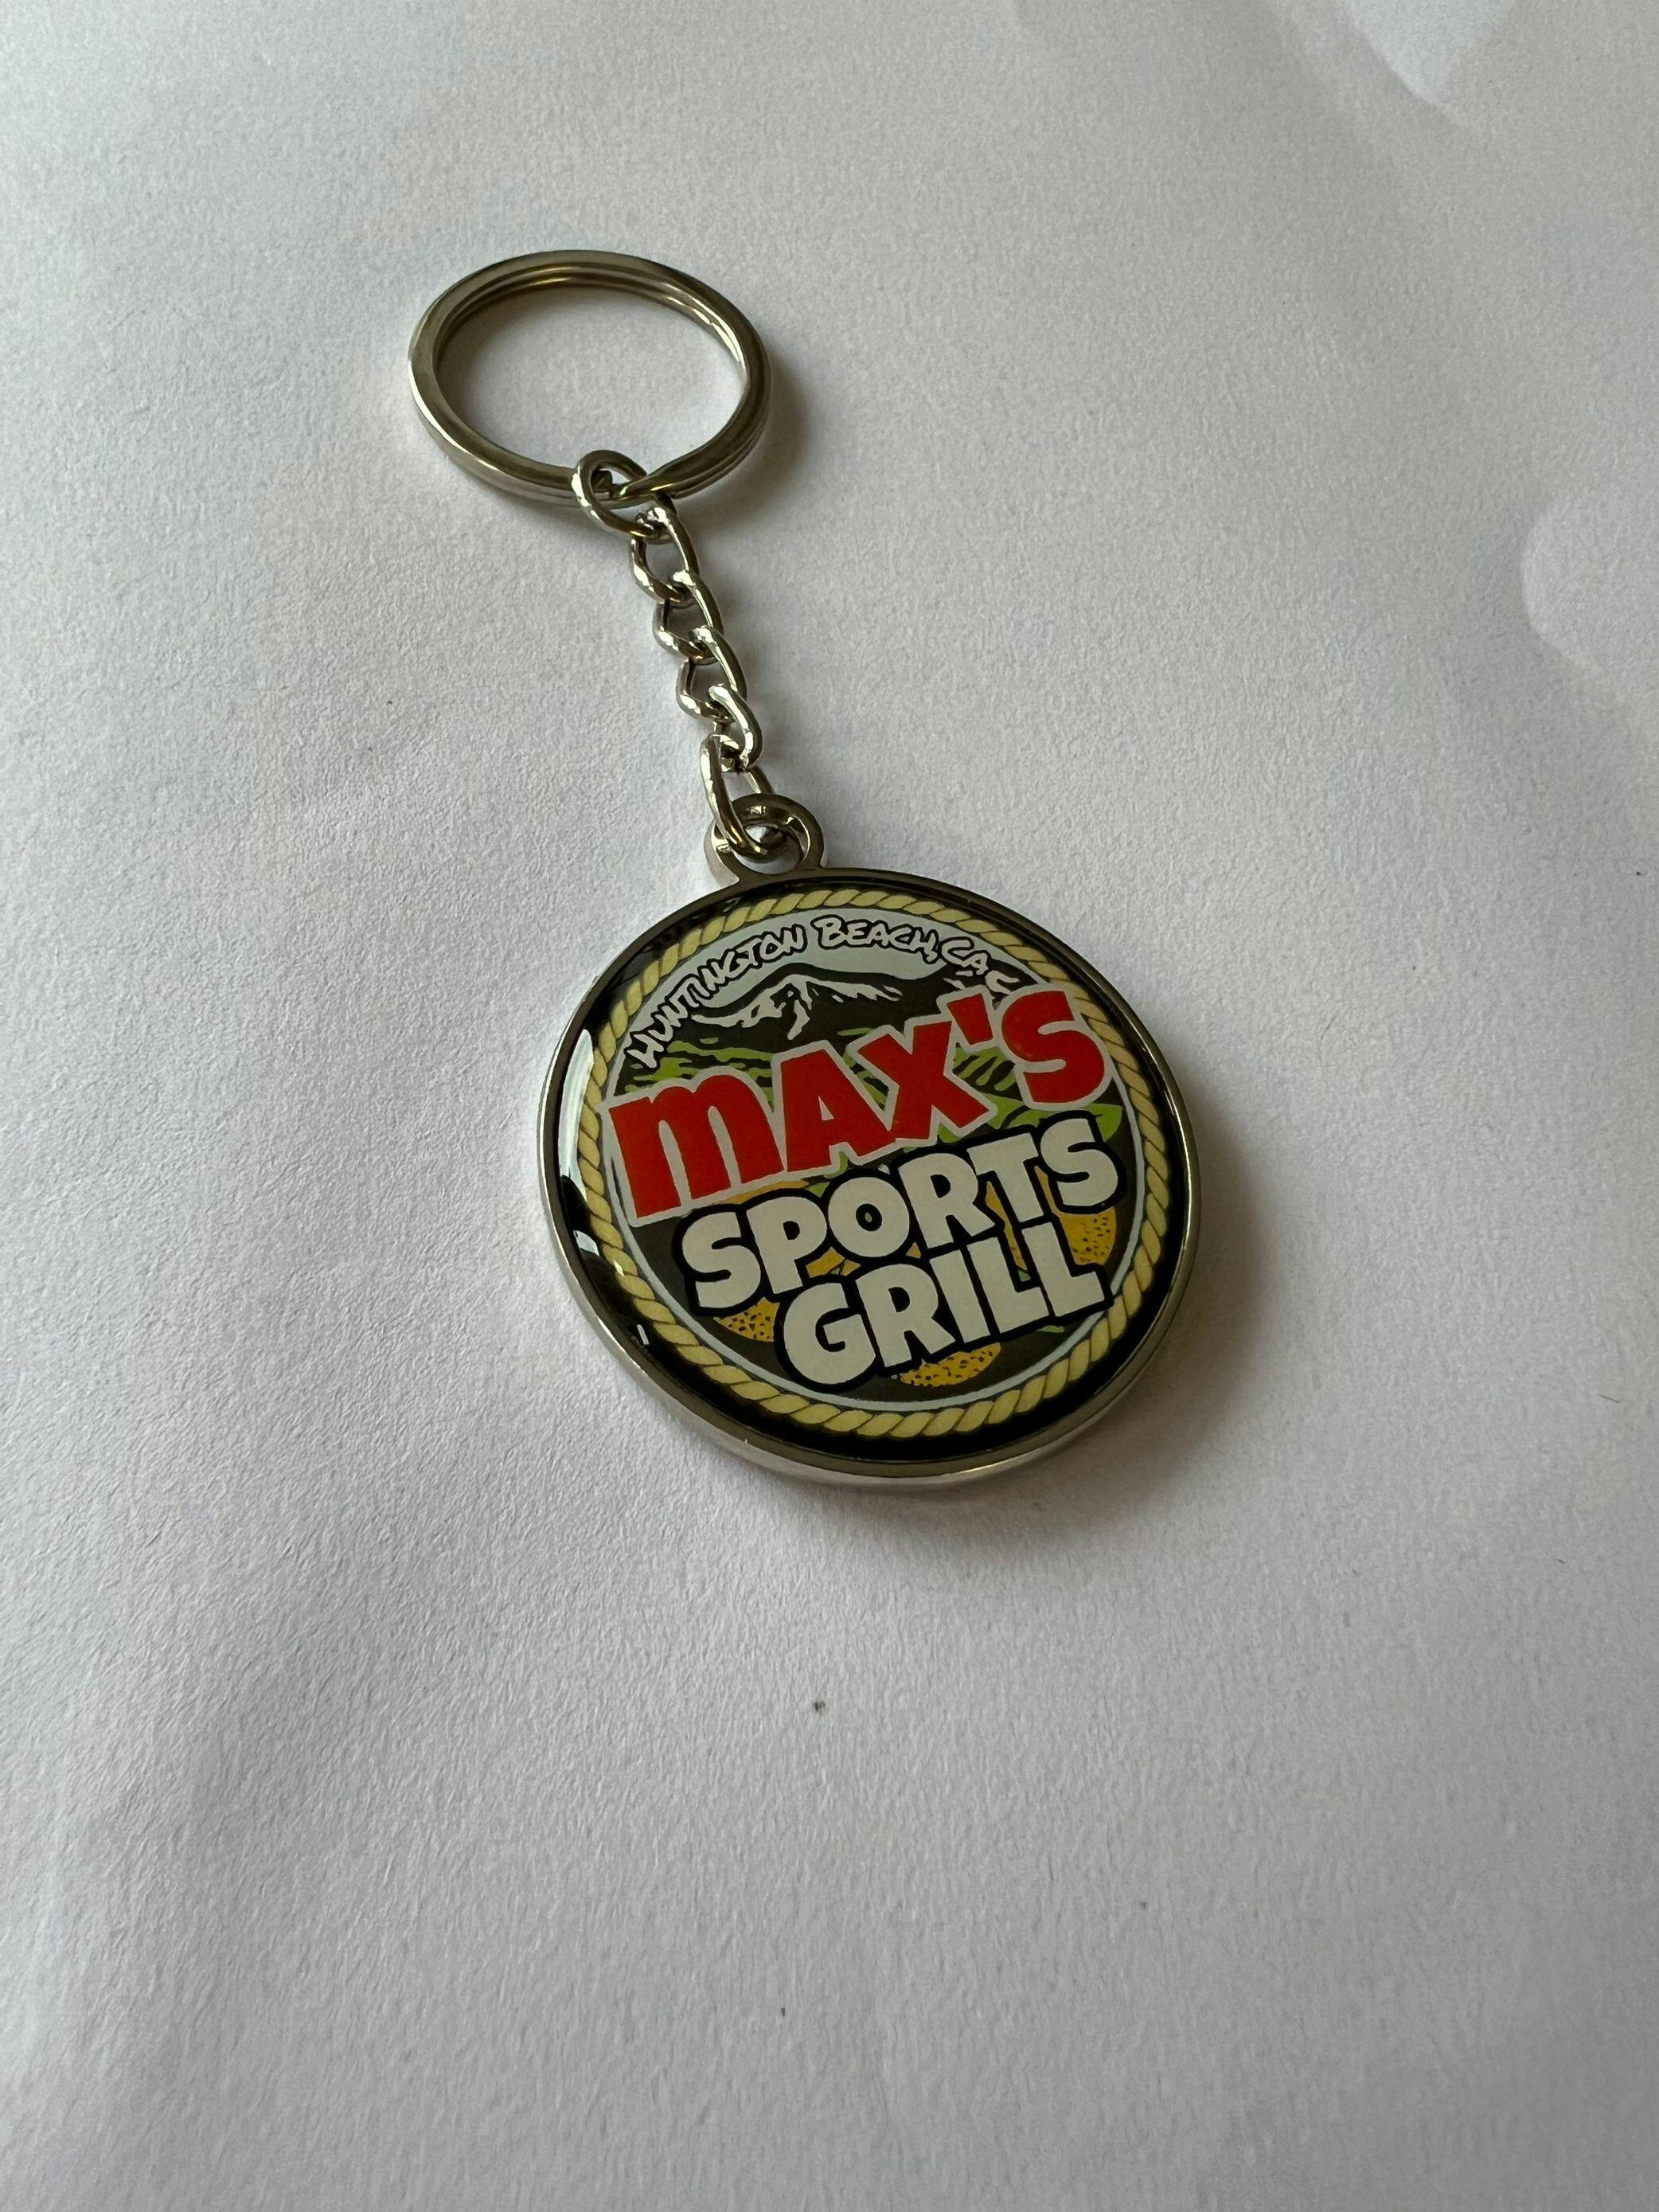 HUNTINGTON BEACH, CA
MAX'S
SPORTS
GRILL